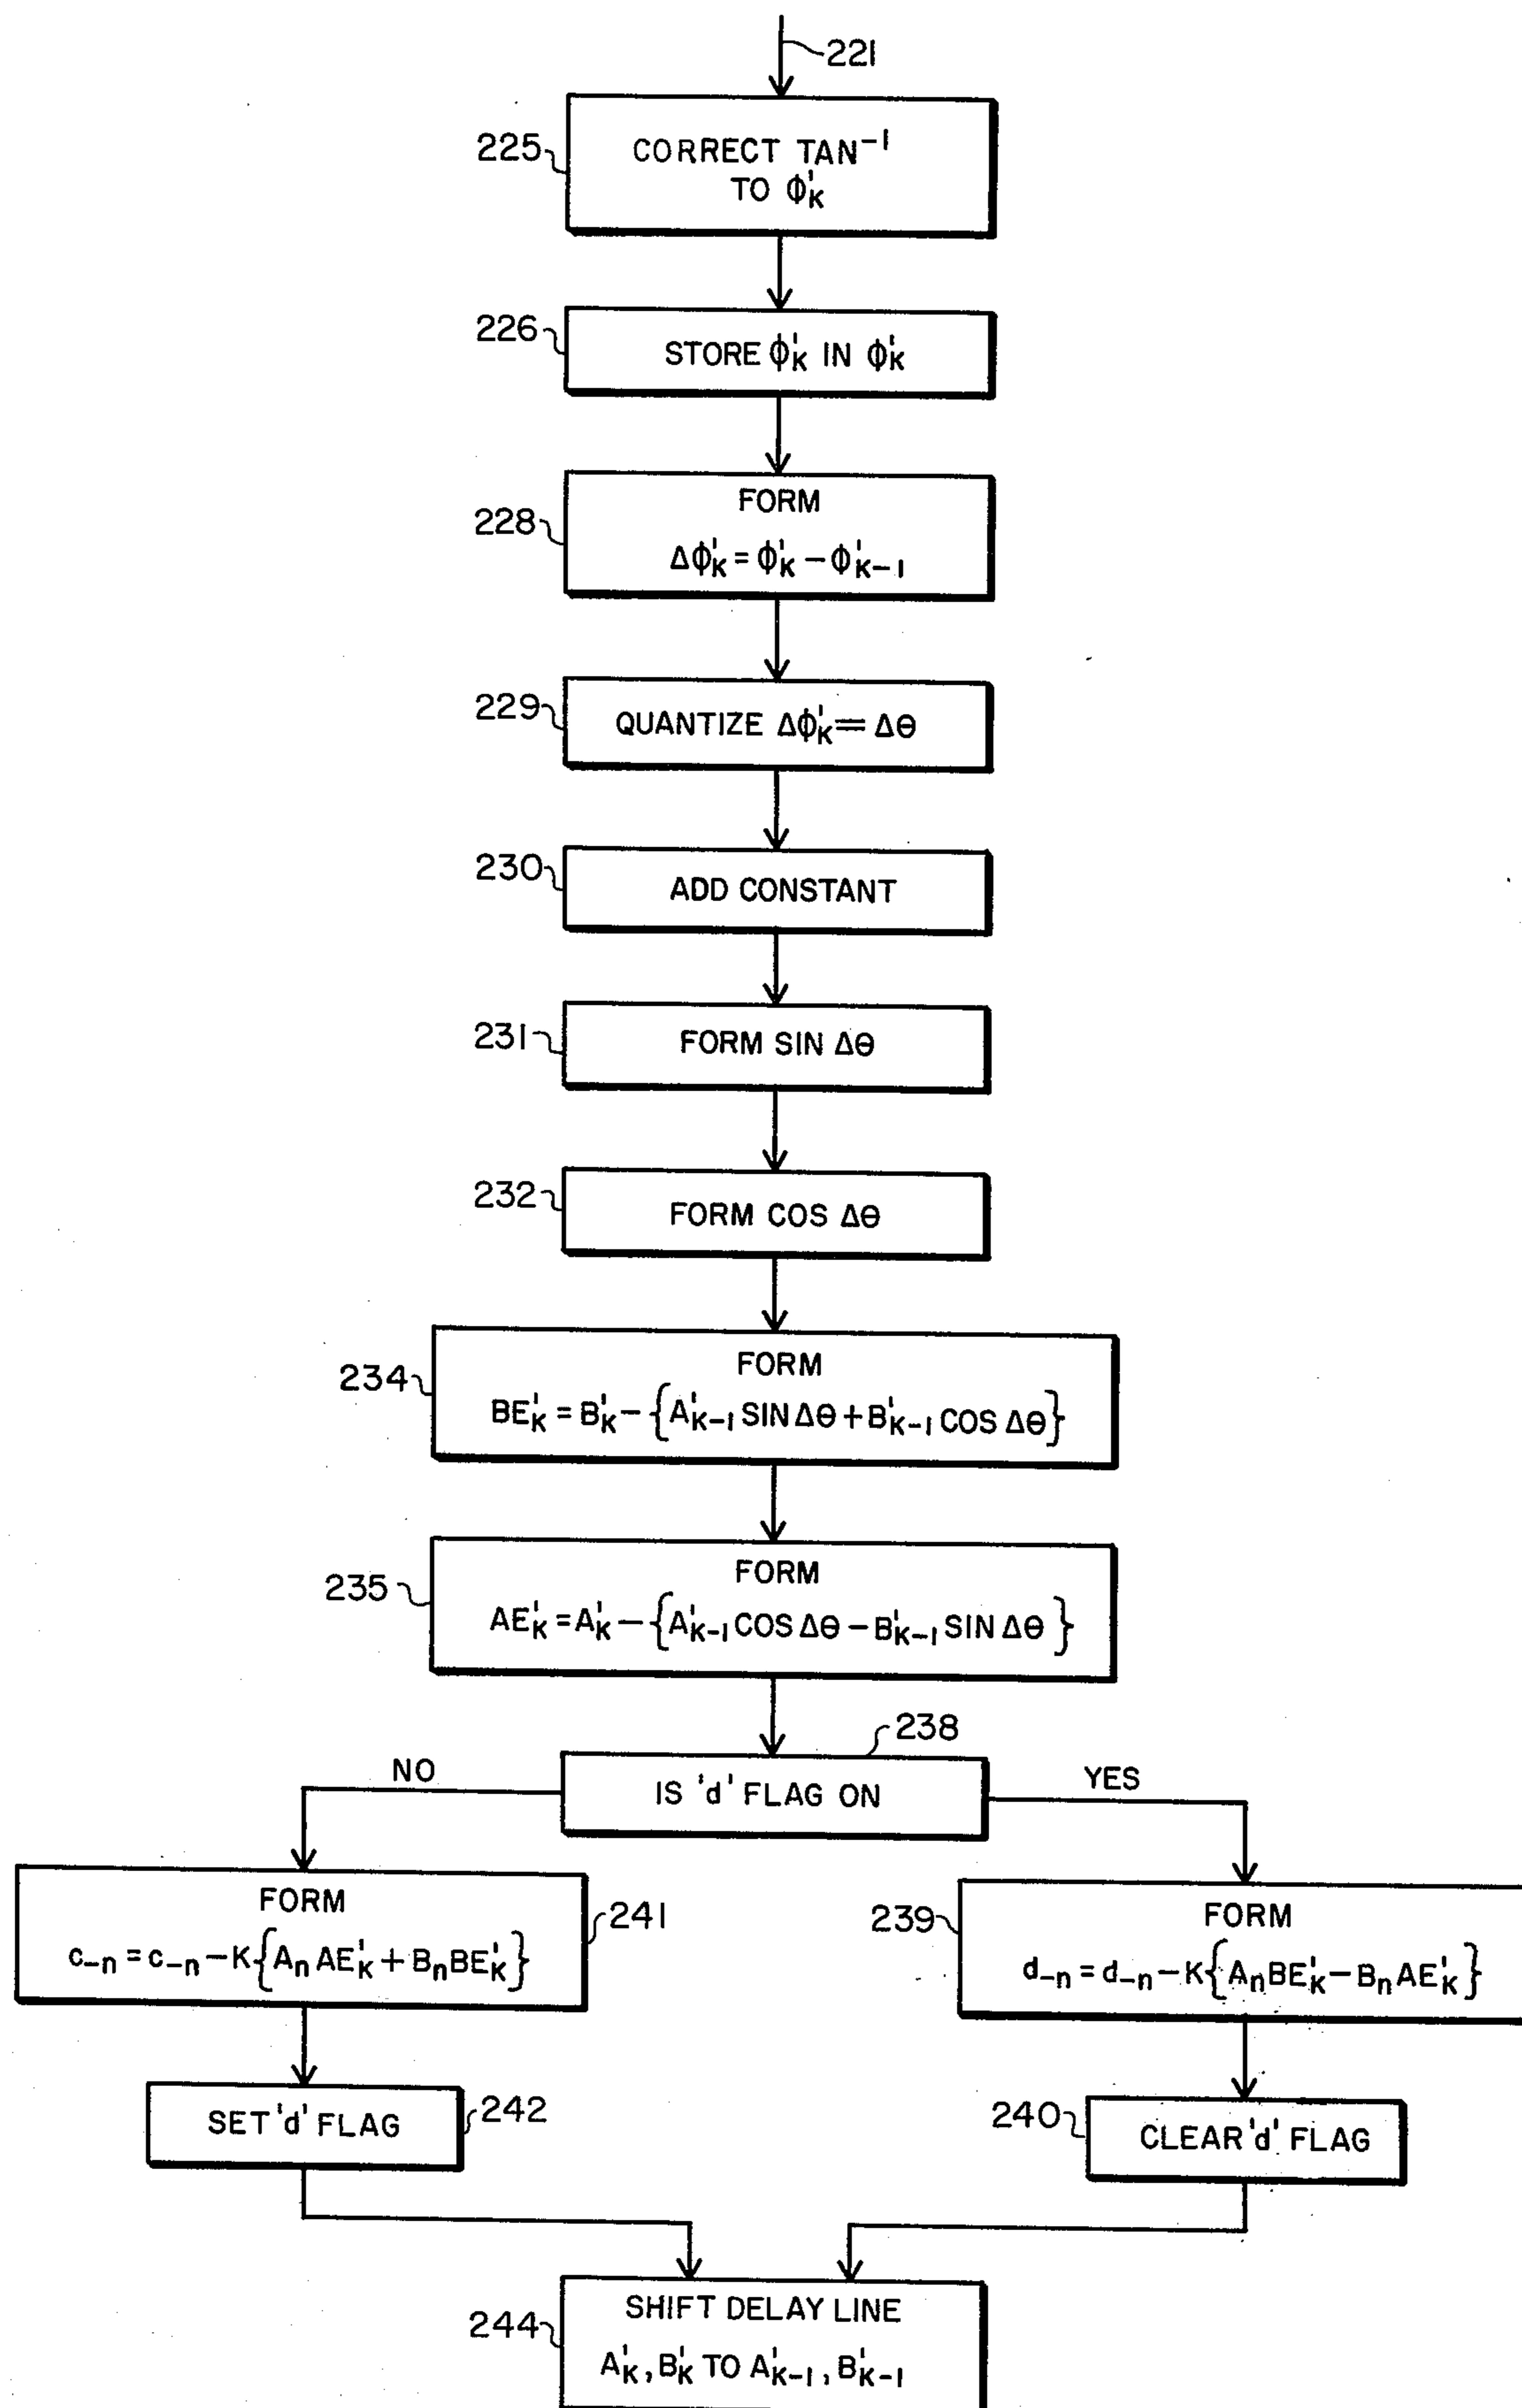 221
225
CORRECT TAN⁻¹
TO Φ'K
226
STORE Φ'K IN Φ'K
228
FORM
ΔΦ'K = Φ'K − Φ'K−1
229
QUANTIZE ΔΦ'K = Δθ
230
ADD CONSTANT
231
FORM SIN Δθ
232
FORM COS Δθ
234
FORM
BE'K = B'K − {A'K−1 SIN Δθ + B'K−1 COS Δθ}
235
FORM
AE'K = A'K − {A'K−1 COS Δθ − B'K−1 SIN Δθ}
238
IS 'd' FLAG ON
NO
YES
241
FORM
c−n = c−n − K{An AE'K + Bn BE'K}
239
FORM
d−n = d−n − K{An BE'K − Bn AE'K}
242
SET 'd' FLAG
240
CLEAR 'd' FLAG
244
SHIFT DELAY LINE
A'K, B'K TO A'K−1, B'K−1